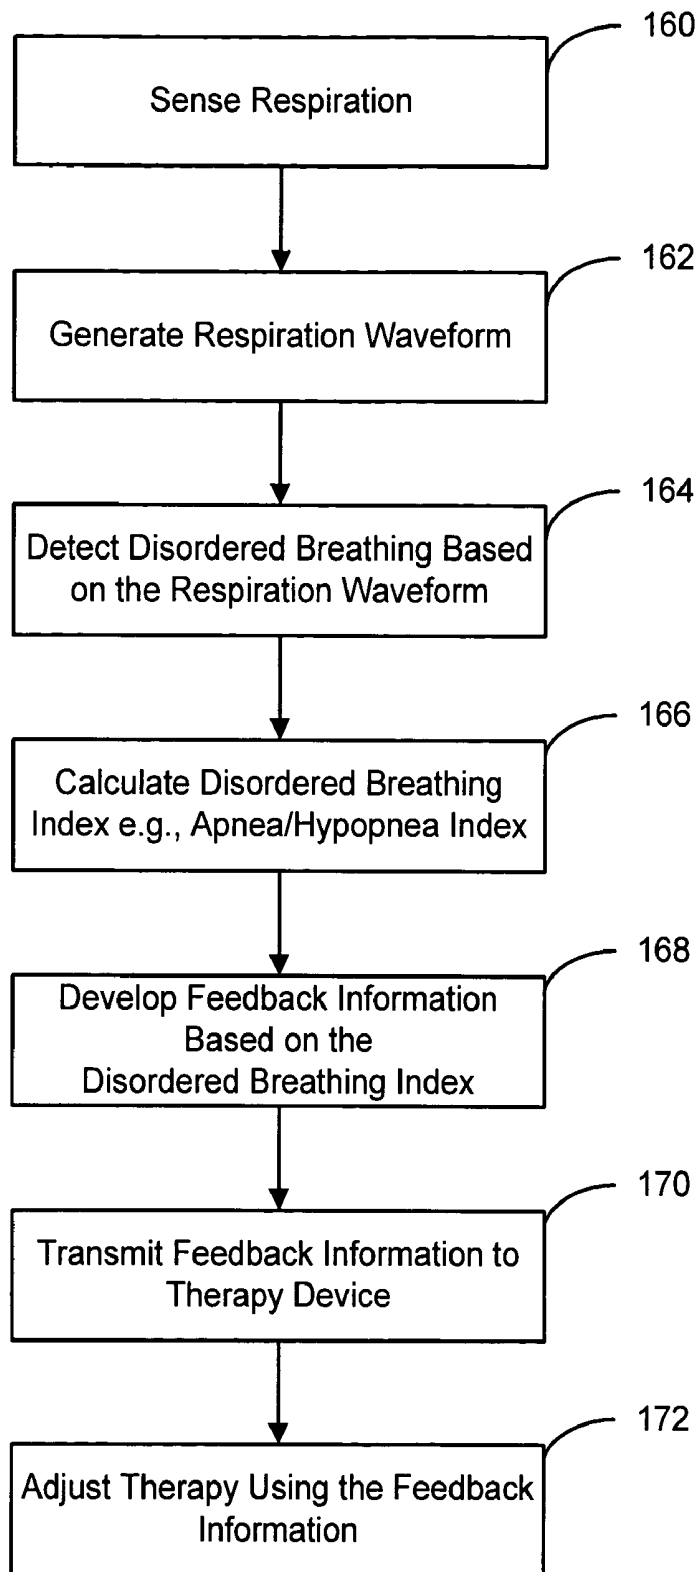 160
Sense Respiration
162
Generate Respiration Waveform
164
Detect Disordered Breathing Based
on the Respiration Waveform
166
Calculate Disordered Breathing
Index e.g., Apnea/Hypopnea Index
168
Develop Feedback Information
Based on the
Disordered Breathing Index
170
Transmit Feedback Information to
Therapy Device
172
Adjust Therapy Using the Feedback
Information